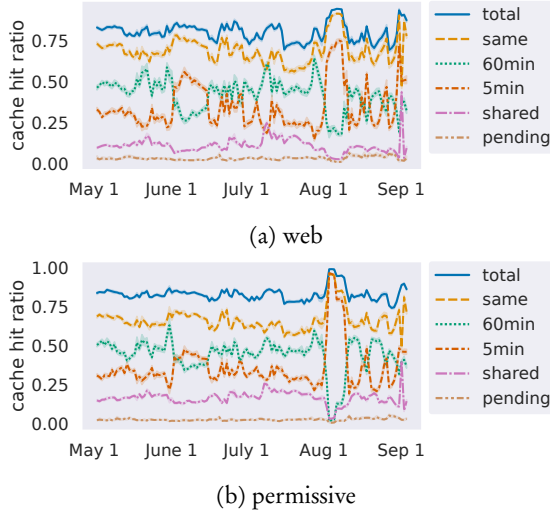 cache hit ratio
0.75
0.50
0.25
0.00
May 1 June 1 July 1 Aug 1 Sep 1
total
same
60min
5min
shared
pending
(a) web
cache hit ratio
1.00
0.75
0.50
0.25
0.00
May 1 June 1 July 1 Aug 1 Sep 1
total
same
60min
5min
shared
pending
(b) permissive